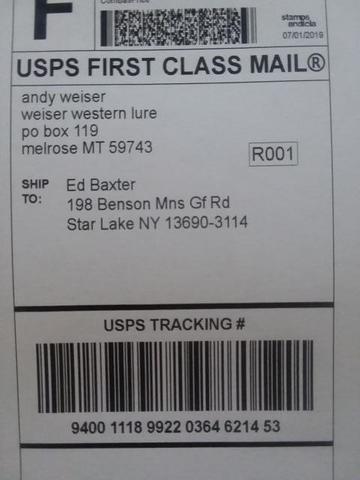 F
CommercialPrice
stamps
endicia
07/01/2019
USPS FIRST CLASS MAIL®
andy weiser
weiser western lure
po box 119
melrose MT 59743
R001
SHIP TO: Ed Baxter
198 Benson Mns Gf Rd
Star Lake NY 13690-3114
USPS TRACKING #
9400 1118 9922 0364 6214 53